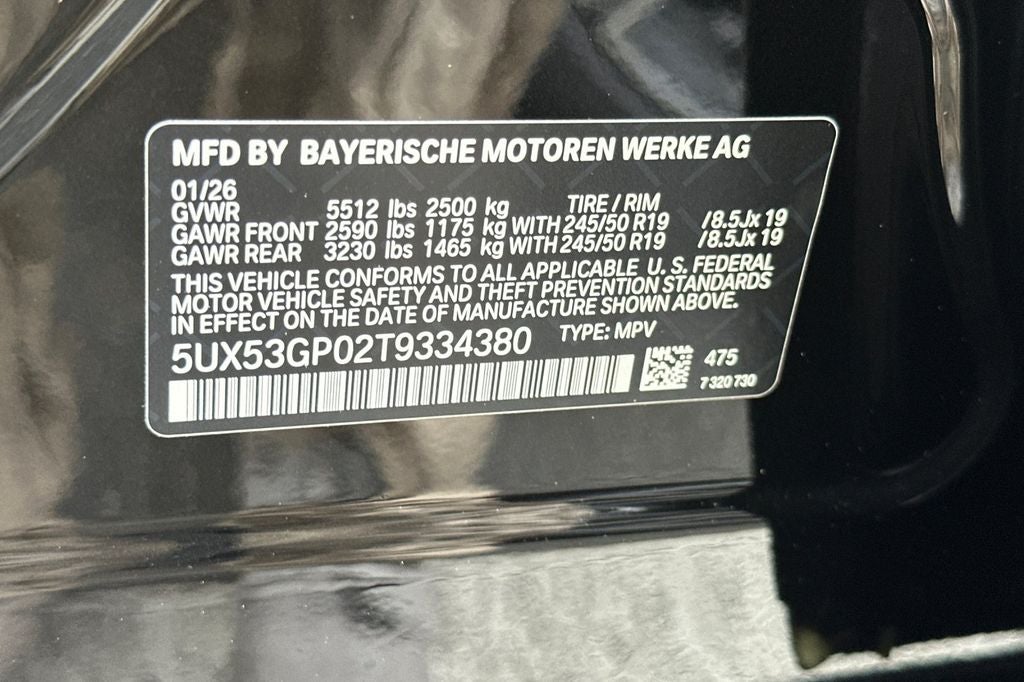 MFD BY BAYERISCHE MOTOREN WERKE AG
01/26
GVWR 5512 lbs 2500 kg TIRE / RIM
GAWR FRONT 2590 lbs 1175 kg WITH 245/50 R19 /8.5Jx 19
GAWR REAR 3230 lbs 1465 kg WITH 245/50 R19 /8.5Jx 19
THIS VEHICLE CONFORMS TO ALL APPLICABLE U. S. FEDERAL
MOTOR VEHICLE SAFETY AND THEFT PREVENTION STANDARDS
IN EFFECT ON THE DATE OF MANUFACTURE SHOWN ABOVE.
5UX53GP02T9334380 TYPE: MPV
475
7 320 730